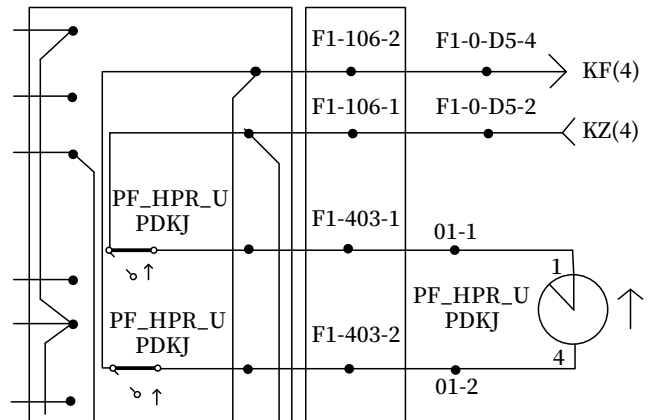 F1-106-2
F1-0-D5-4
KF(4)
F1-106-1
F1-0-D5-2
KZ(4)
PF_HPR_U
PDKJ
F1-403-1
01-1
1
PF_HPR_U
PDKJ
PF_HPR_U
PDKJ
F1-403-2
4
01-2